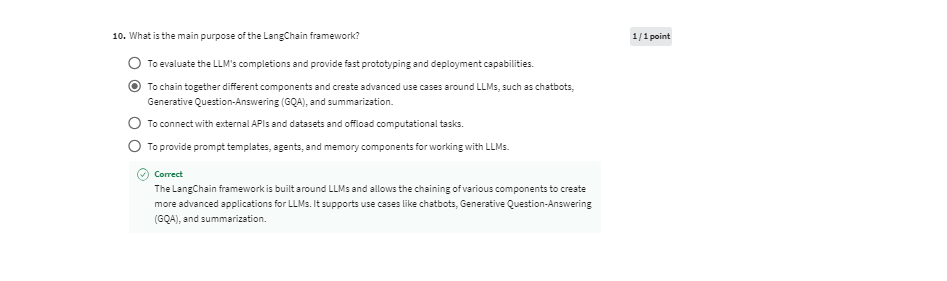 10. What is the main purpose of the LangChain framework?
1 / 1 point
To evaluate the LLM's completions and provide fast prototyping and deployment capabilities.
To chain together different components and create advanced use cases around LLMs, such as chatbots,
Generative Question-Answering (GQA), and summarization.
To connect with external APIs and datasets and offload computational tasks.
To provide prompt templates, agents, and memory components for working with LLMs.
Correct
The LangChain framework is built around LLMs and allows the chaining of various components to create
more advanced applications for LLMs. It supports use cases like chatbots, Generative Question-Answering
(GQA), and summarization.